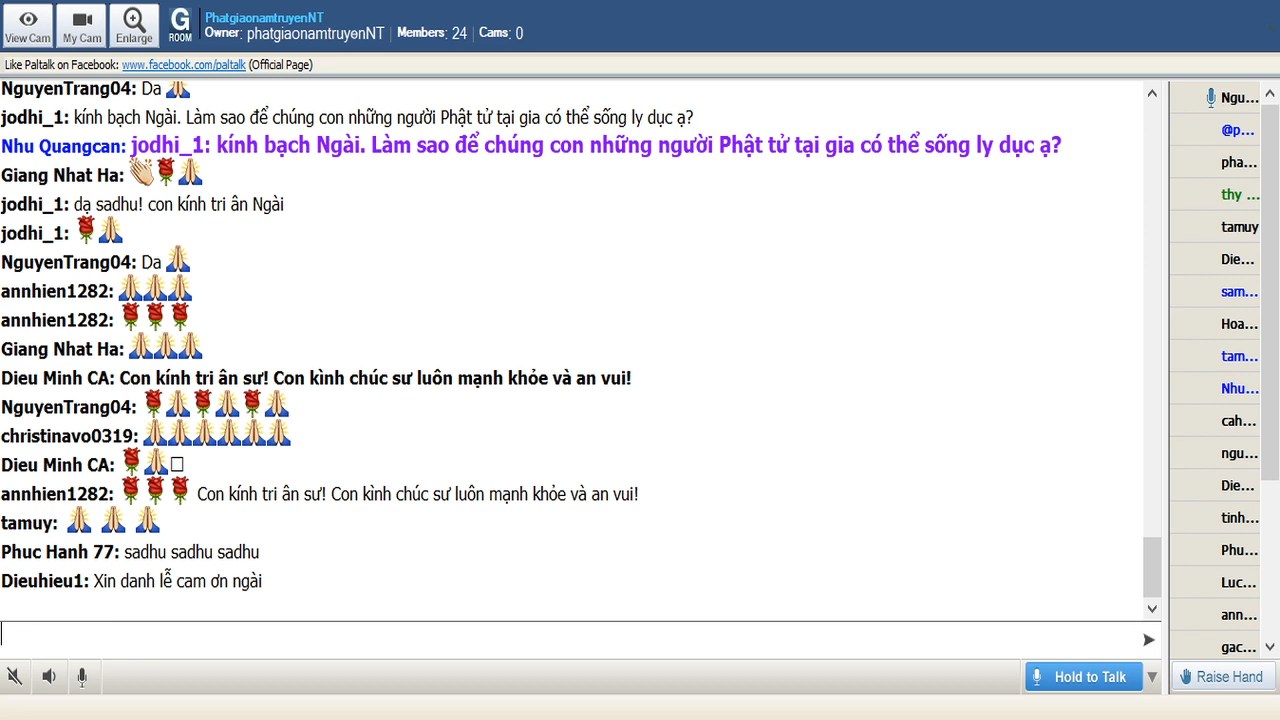 View Cam
My Cam
Enlarge
G
ROOM
PhatgiaonamtruyenNT
Owner: phatgiaonamtruyenNT | Members: 24 | Cams: 0
Like Paltalk on Facebook: www.facebook.com/paltalk (Official Page)
NguyenTrang04: Da 🙏
jodhi_1: kính bạch Ngài. Làm sao để chúng con những người Phật tử tại gia có thể sống ly dục ạ?
Nhu Quangcan: jodhi_1: kính bạch Ngài. Làm sao để chúng con những người Phật tử tại gia có thể sống ly dục ạ?
Giang Nhat Ha: 👏🌹🙏
jodhi_1: dạ sadhu! con kính tri ân Ngài
jodhi_1: 🌹🙏
NguyenTrang04: Da 🙏
annhien1282: 🙏🙏🙏
annhien1282: 🌹🌹🌹
Giang Nhat Ha: 🙏🙏🙏
Dieu Minh CA: Con kính tri ân sư! Con kình chúc sư luôn mạnh khỏe và an vui!
NguyenTrang04: 🌹🙏🌹🙏🌹🙏
christinavo0319: 🙏🙏🙏🙏🙏🙏
Dieu Minh CA: 🌹🙏
annhien1282: 🌹🌹🌹 Con kính tri ân sư! Con kình chúc sư luôn mạnh khỏe và an vui!
tamuy: 🙏 🙏 🙏
Phuc Hanh 77: sadhu sadhu sadhu
Dieuhieu1: Xin danh lễ cam ơn ngài
Ngu...
@p...
pha...
thy ...
tamuy
Die...
sam...
Hoa...
tam...
Nhu...
cah...
ngu...
Die...
tinh...
Phu...
Luc...
ann...
gac...
Hold to Talk
Raise Hand